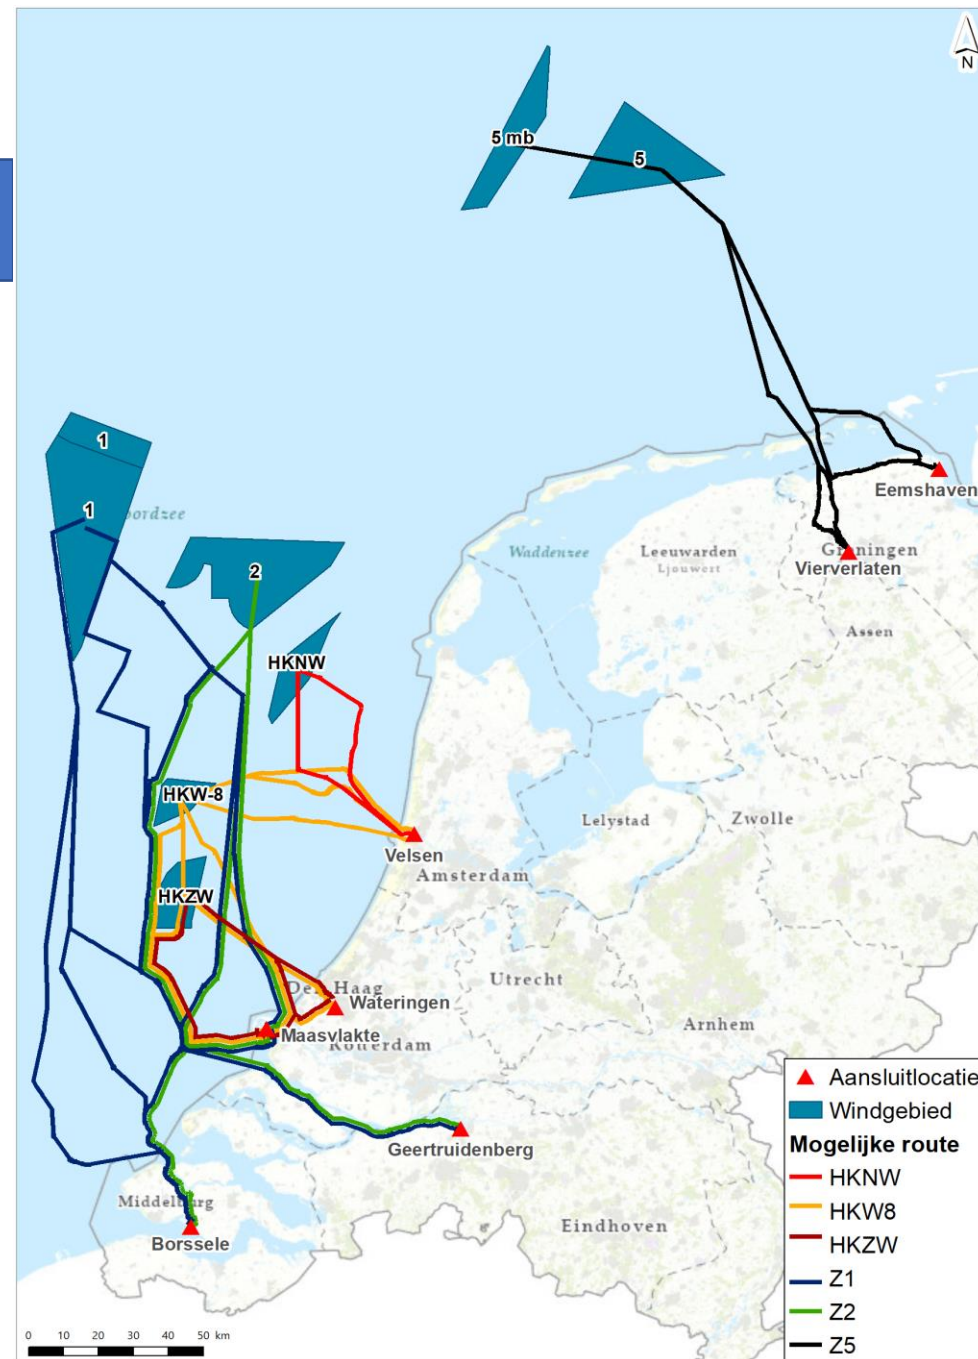 N
5 mb
5
1
1
oordzee
2
HKNW
HKW-8
HKZW
Waddenzee
Leeuwarden
Ljouwert
Eemshaven
Groningen
Vierverlaten
Assen
Velsen
Amsterdam
Lelystad
Zwolle
Den Haag
Wateringen
Maasvlakte
Rotterdam
Utrecht
Arnhem
Geertruidenberg
Middelburg
Borssele
Eindhoven
Aansluitlocatie
Windgebied
Mogelijke route
HKNW
HKW8
HKZW
Z1
Z2
Z5
0 10 20 30 40 50 km